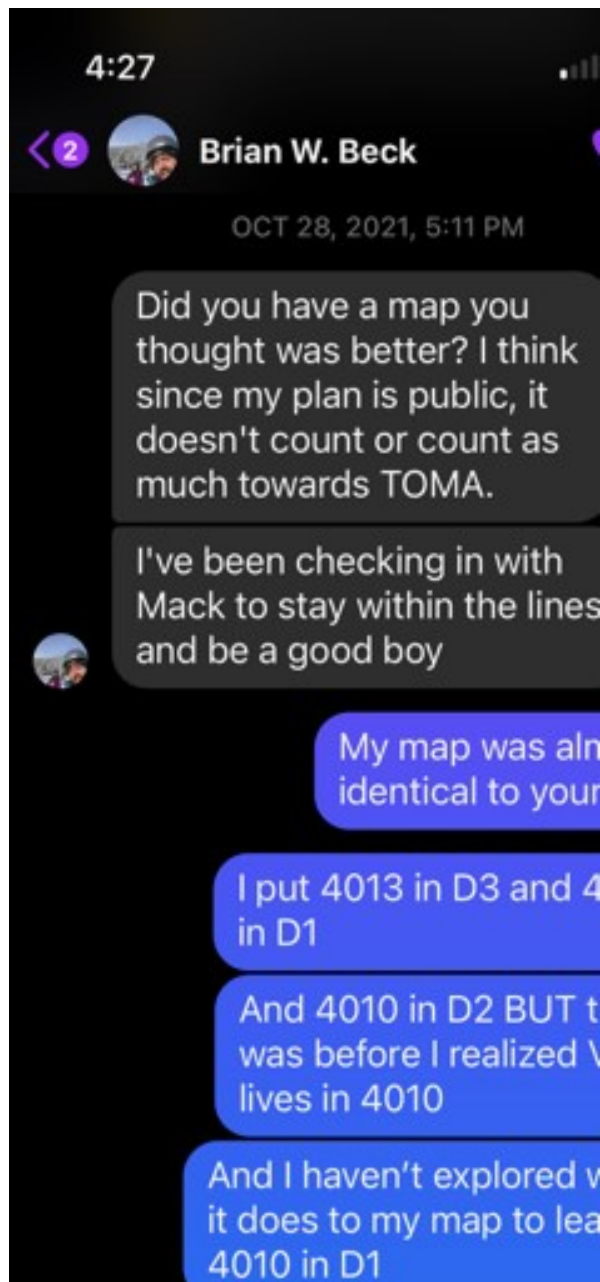 4:27
2
Brian W. Beck
OCT 28, 2021, 5:11 PM
Did you have a map you
thought was better? I think
since my plan is public, it
doesn't count or count as
much towards TOMA.
I've been checking in with
Mack to stay within the lines
and be a good boy
My map was
identical to
I put 4013 in D3 and
in D1
And 4010 in D2 BUT
was before I realized
lives in 4010
And I haven't explored
it does to my map to
4010 in D1